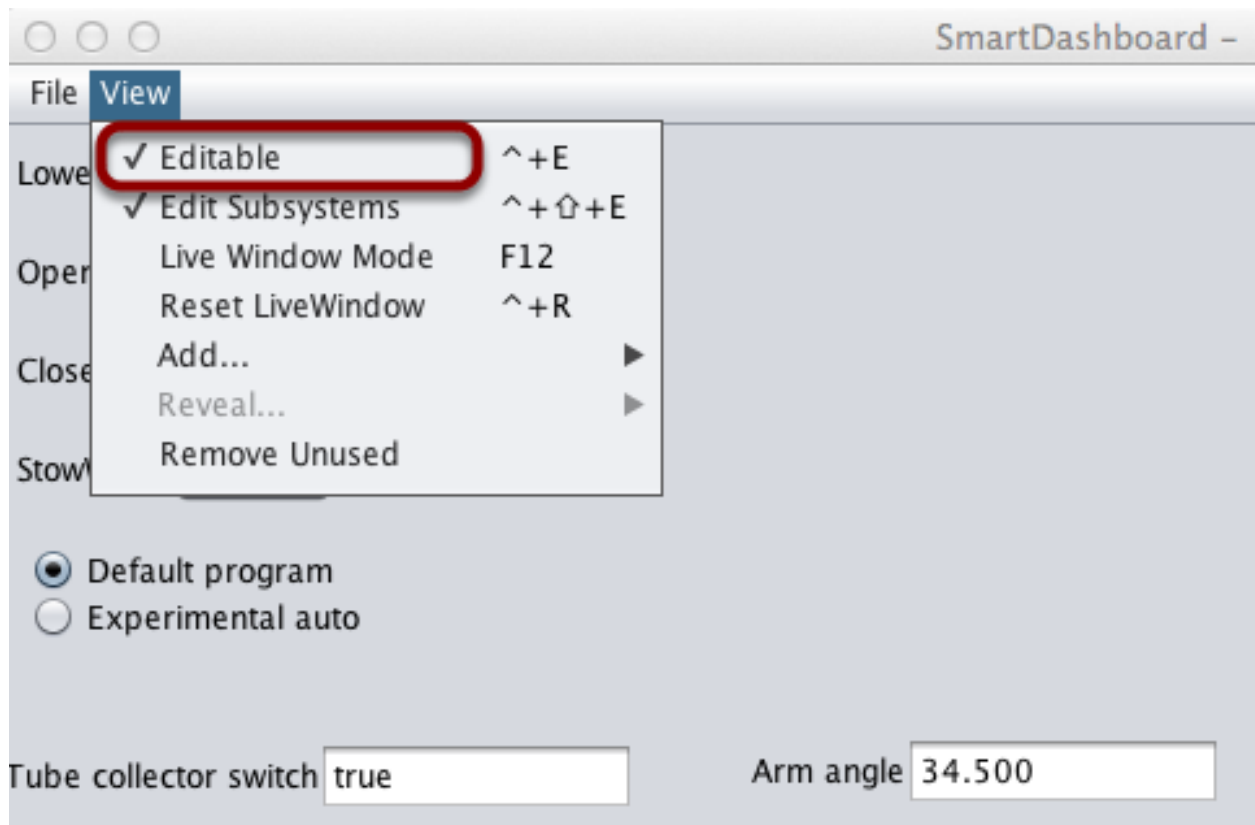 SmartDashboard –
File View
Lowe ✓ Editable ^+E
✓ Edit Subsystems ^+⇧+E
Oper Live Window Mode F12
Reset LiveWindow ^+R
Close Add... ▶
Reveal... ▶
Stow Remove Unused
Default program
Experimental auto
Tube collector switch true Arm angle 34.500